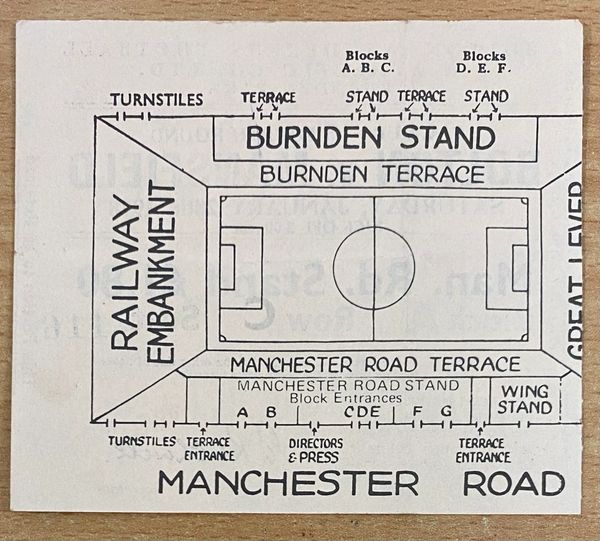 Blocks
A. B. C.
Blocks
D. E. F.
TURNSTILES
TERRACE
STAND
TERRACE
STAND
BURNDEN STAND
BURNDEN TERRACE
RAILWAY
EMBANKMENT
GREAT LEVER
MANCHESTER ROAD TERRACE
MANCHESTER ROAD STAND
Block Entrances
A B CDE F G
WING
STAND
TURNSTILES
TERRACE
ENTRANCE
DIRECTORS
& PRESS
TERRACE
ENTRANCE
MANCHESTER ROAD